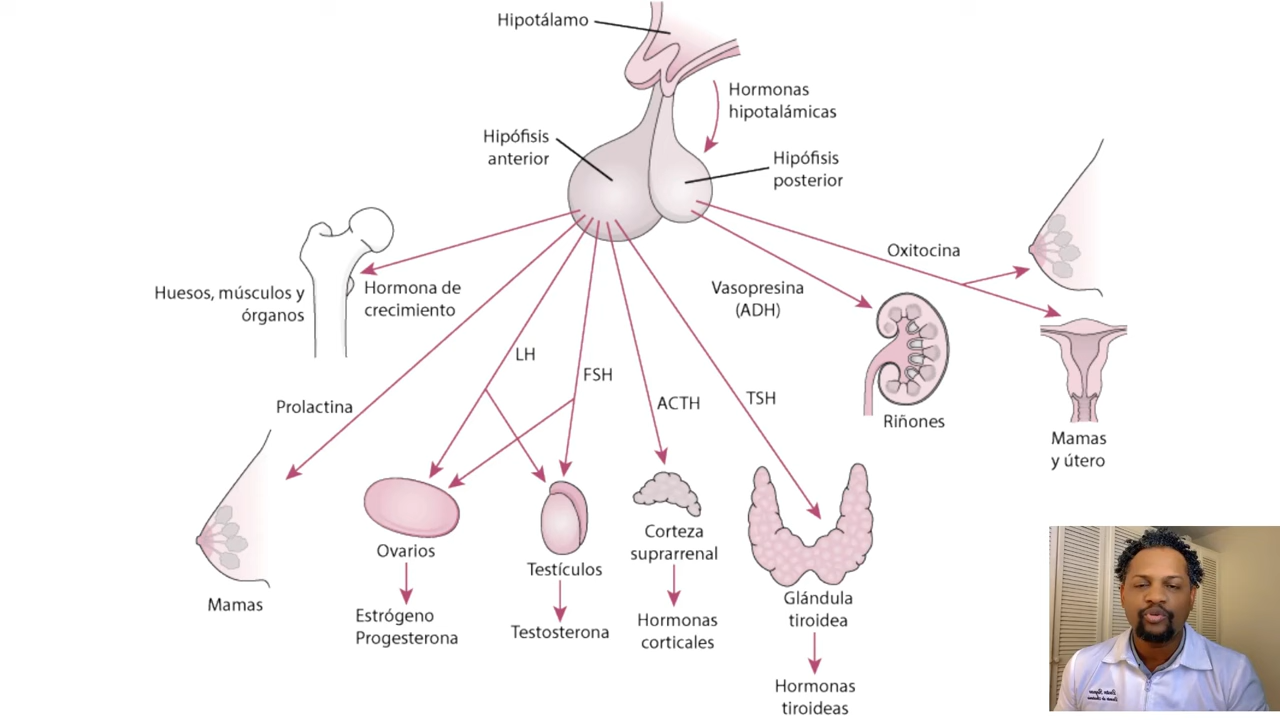 Hipotálamo
Hormonas
hipotalámicas
Hipófisis
anterior
Hipófisis
posterior
Oxitocina
Huesos, músculos y
órganos
Hormona de
crecimiento
Vasopresina
(ADH)
LH
FSH
ACTH
TSH
Prolactina
Riñones
Mamas
y útero
Mamas
Ovarios
Estrógeno
Progesterona
Testículos
Testosterona
Corteza
suprarrenal
Hormonas
corticales
Glándula
tiroidea
Hormonas
tiroideas